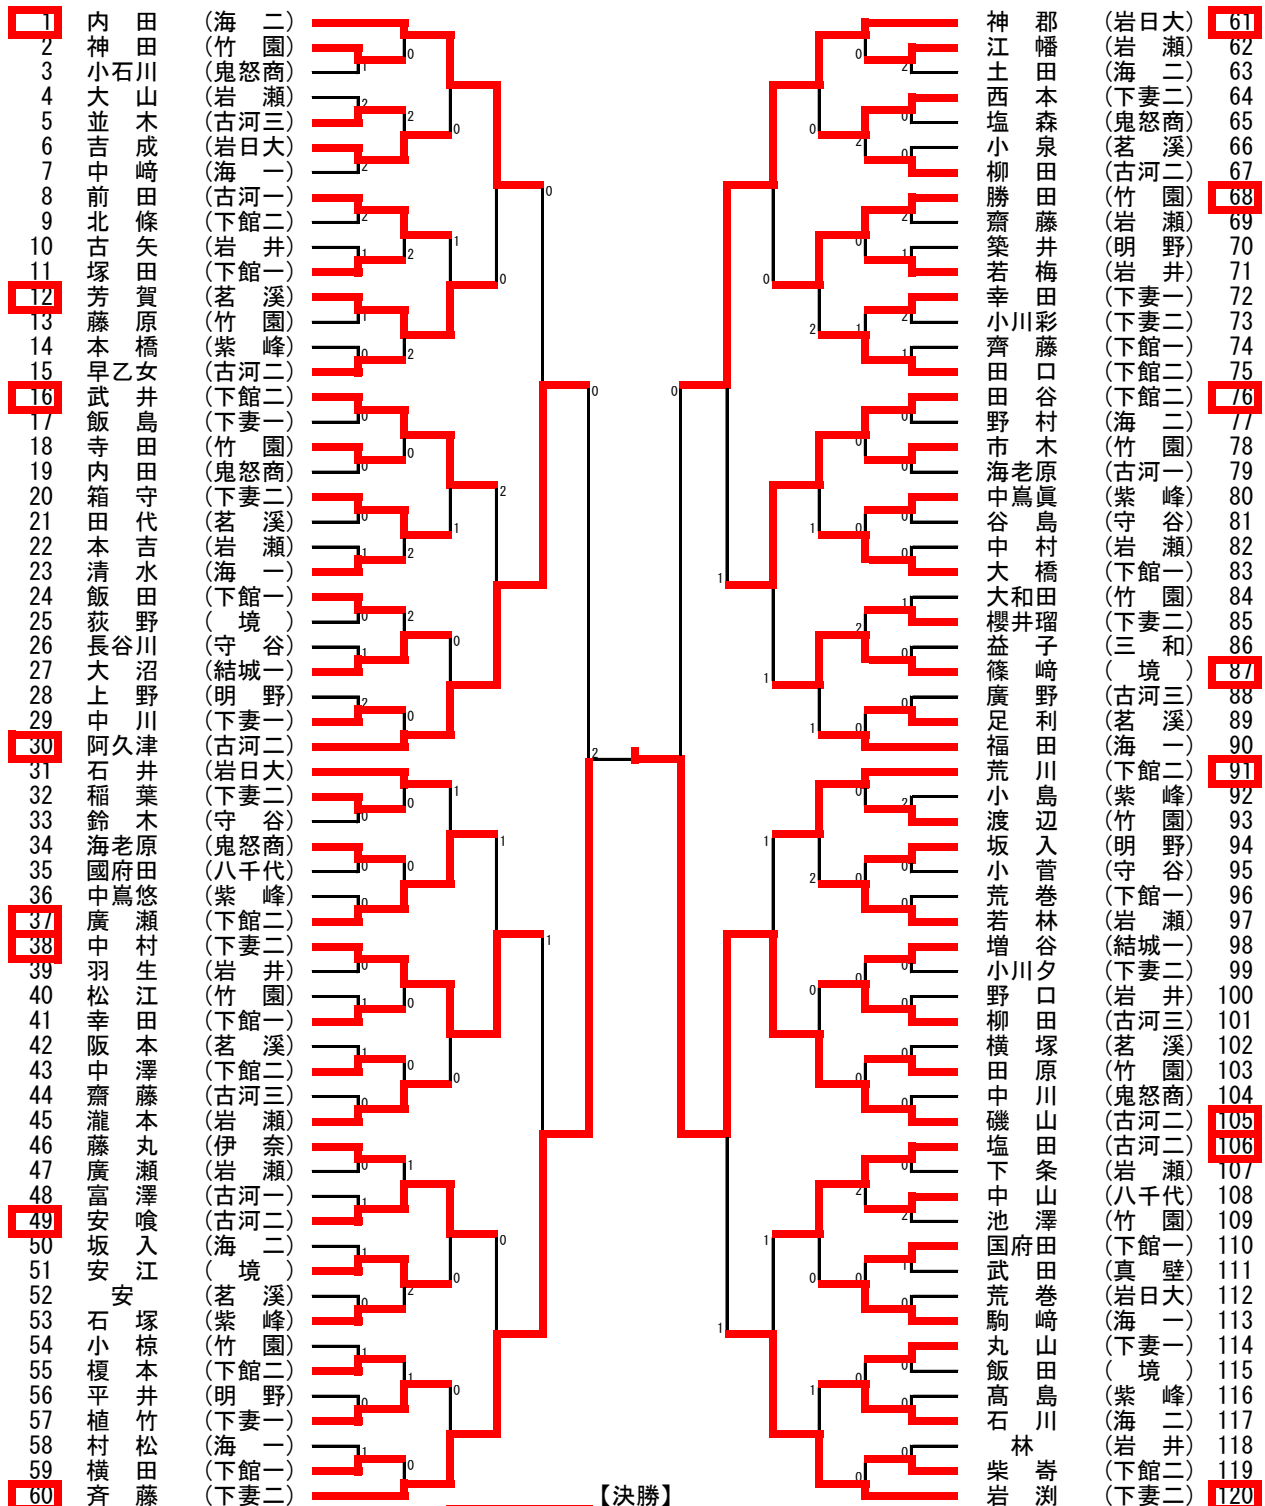 1 内田 (海二) 神郡 (岩日大) 61
2 神田 (竹園) 江幡 (岩瀬) 62
3 小石川 (鬼怒商) 土田 (海二) 63
4 大山 (岩瀬) 西本 (下妻二) 64
5 並木 (古河三) 塩森 (鬼怒商) 65
6 吉成 (岩日大) 小泉 (茗溪) 66
7 中﨑 (海一) 柳田 (古河二) 67
8 前田 (古河一) 勝田 (竹園) 68
9 北條 (下館二) 齋藤 (岩瀬) 69
10 古矢 (岩井) 築井 (明野) 70
11 塚田 (下館一) 若梅 (岩井) 71
12 芳賀 (茗溪) 幸田 (下妻一) 72
13 藤原 (竹園) 小川彩 (下妻二) 73
14 本橋 (紫峰) 齊藤 (下館一) 74
15 早乙女 (古河二) 田口 (下館二) 75
16 武井 (下館二) 田谷 (下館二) 76
17 飯島 (下妻一) 野村 (海二) 77
18 寺田 (竹園) 市木 (竹園) 78
19 内田 (鬼怒商) 海老原 (古河一) 79
20 箱守 (下妻二) 中嶌眞 (紫峰) 80
21 田代 (茗溪) 谷島 (守谷) 81
22 本吉 (岩瀬) 中村 (岩瀬) 82
23 清水 (海一) 大橋 (下館一) 83
24 飯田 (下館一) 大和田 (竹園) 84
25 荻野 (境) 櫻井瑠 (下妻二) 85
26 長谷川 (守谷) 益子 (三和) 86
27 大沼 (結城一) 篠﨑 (境) 87
28 上野 (明野) 廣野 (古河三) 88
29 中川 (下妻一) 足利 (茗溪) 89
30 阿久津 (古河二) 福田 (海一) 90
31 石井 (岩日大) 荒川 (下館二) 91
32 稲葉 (下妻二) 小島 (紫峰) 92
33 鈴木 (守谷) 渡辺 (竹園) 93
34 海老原 (鬼怒商) 坂入 (明野) 94
35 國府田 (八千代) 小菅 (守谷) 95
36 中嶌悠 (紫峰) 荒巻 (下館一) 96
37 廣瀬 (下館二) 若林 (岩瀬) 97
38 中村 (下妻二) 増谷 (結城一) 98
39 羽生 (岩井) 小川夕 (下妻二) 99
40 松江 (竹園) 野口 (岩井) 100
41 幸田 (下館一) 柳田 (古河三) 101
42 阪本 (茗溪) 横塚 (茗溪) 102
43 中澤 (下館二) 田原 (竹園) 103
44 齋藤 (古河三) 中川 (鬼怒商) 104
45 瀧本 (岩瀬) 磯山 (古河二) 105
46 藤丸 (伊奈) 塩田 (古河二) 106
47 廣瀬 (岩瀬) 下条 (岩瀬) 107
48 富澤 (古河一) 中山 (八千代) 108
49 安喰 (古河二) 池澤 (竹園) 109
50 坂入 (海二) 国府田 (下館一) 110
51 安江 (境) 武田 (真壁) 111
52 安 (茗溪) 荒巻 (岩日大) 112
53 石塚 (紫峰) 駒﨑 (海一) 113
54 小椋 (竹園) 丸山 (下妻一) 114
55 榎本 (下館二) 飯田 (境) 115
56 平井 (明野) 髙島 (紫峰) 116
57 植竹 (下妻一) 石川 (海二) 117
58 村松 (海一) 林 (岩井) 118
59 横田 (下館一) 柴嵜 (下館二) 119
60 斉藤 (下妻二) 【決勝】 岩渕 (下妻二) 120